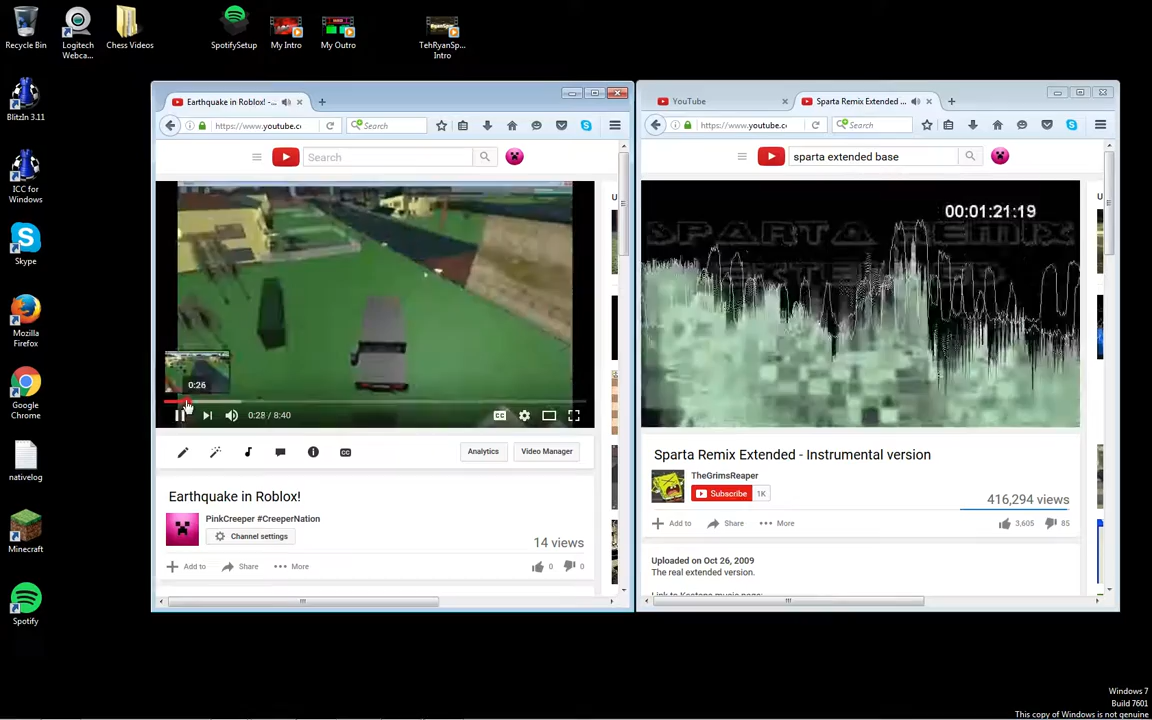 Recycle Bin
Logitech Webca...
Chess Videos
SpotifySetup
My Intro
My Outro
TehRyanSp... Intro
BlitzIn 3.11
ICC for Windows
Skype
Mozilla Firefox
Google Chrome
nativelog
Minecraft
Spotify
Earthquake in Roblox! -...
https://www.youtube.c
Search
Search
0:26
0:28 / 8:40
CC
Analytics
Video Manager
Earthquake in Roblox!
PinkCreeper #CreeperNation
Channel settings
14 views
Add to
Share
More
0
0
YouTube
Sparta Remix Extended ...
https://www.youtube.c
Search
sparta extended base
00:01:21:19
SPARTA REMIX
EXTENDED
Sparta Remix Extended - Instrumental version
TheGrimsReaper
Subscribe
1K
416,294 views
Add to
Share
More
3,605
85
Uploaded on Oct 26, 2009
The real extended version.
Windows 7
Build 7601
This copy of Windows is not genuine